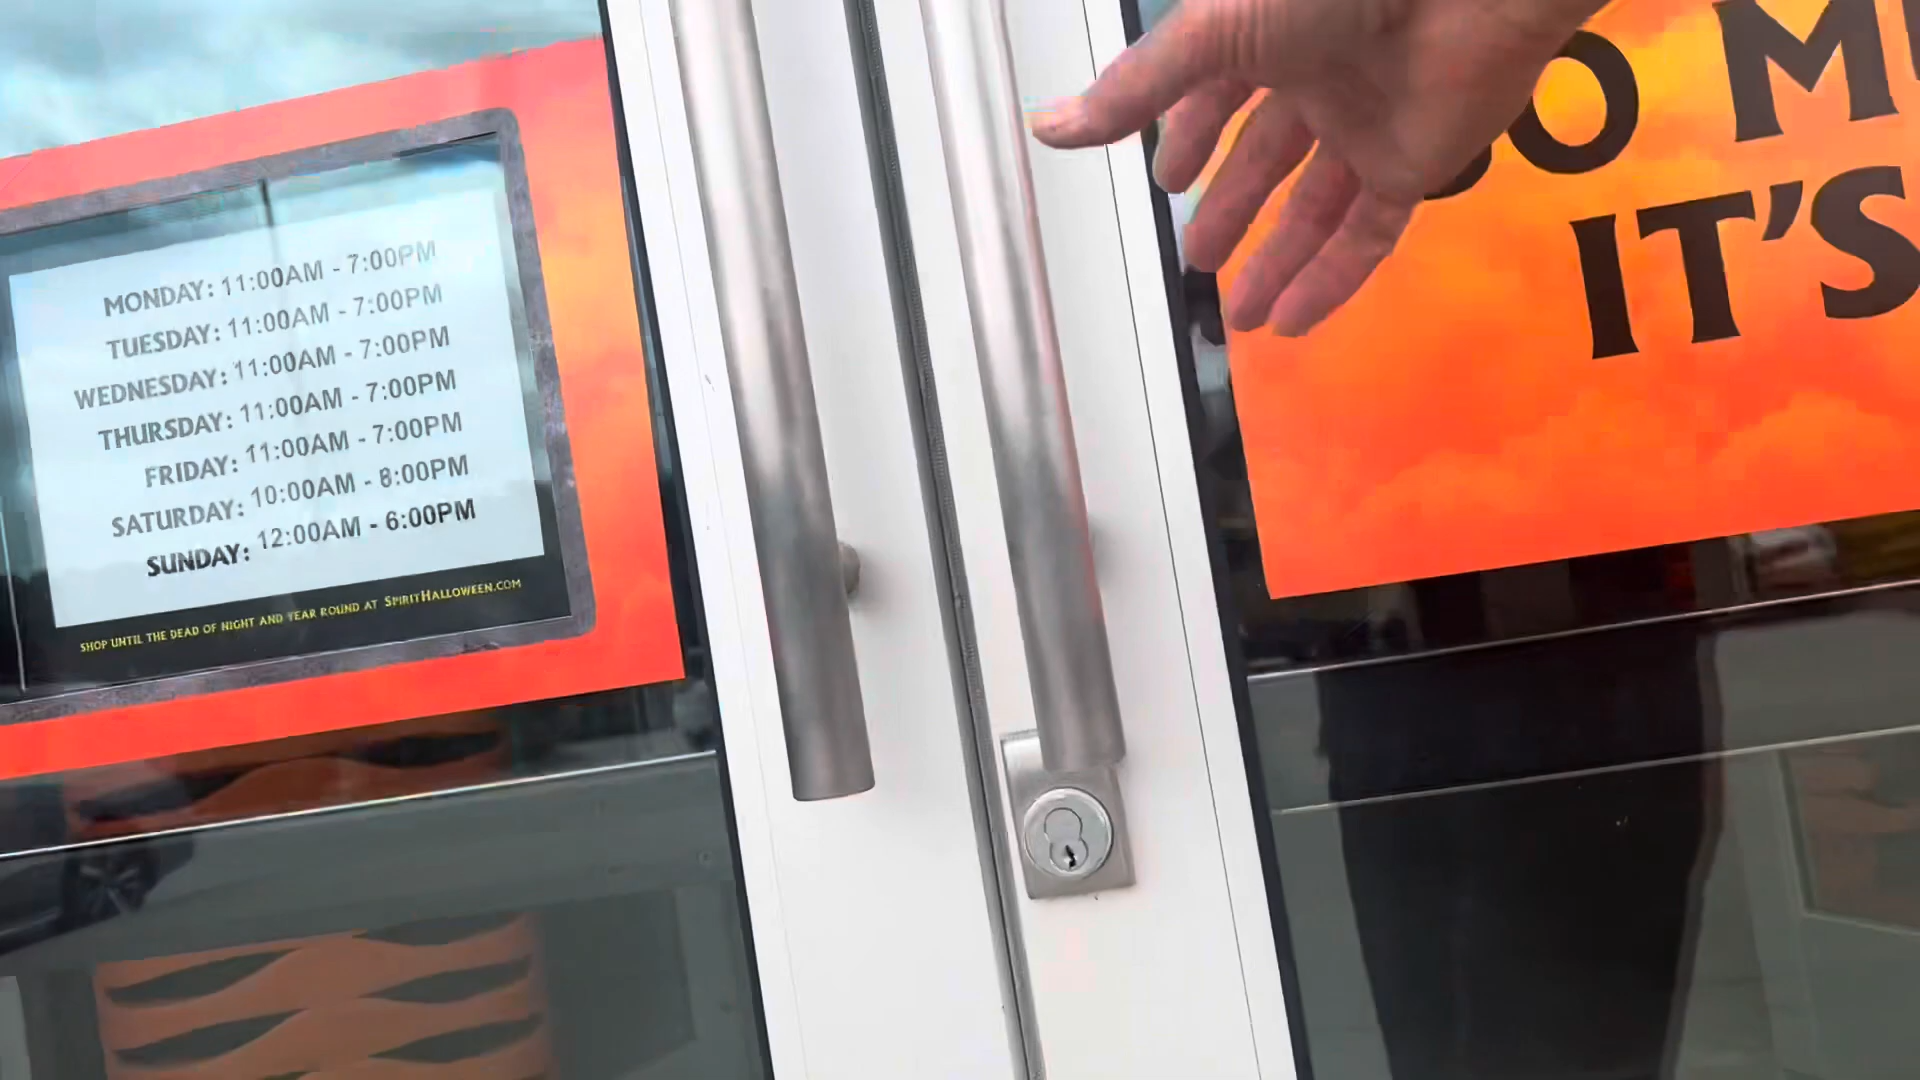 MONDAY: 11:00AM - 7:00PM
TUESDAY: 11:00AM - 7:00PM
WEDNESDAY: 11:00AM - 7:00PM
THURSDAY: 11:00AM - 7:00PM
FRIDAY: 11:00AM - 7:00PM
SATURDAY: 10:00AM - 8:00PM
SUNDAY: 12:00AM - 6:00PM
SHOP UNTIL THE DEAD OF NIGHT AND YEAR ROUND AT SPIRITHALLOWEEN.COM
IT'S